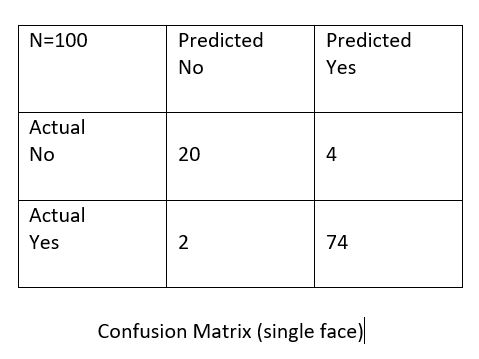 N=100
Predicted
No
Predicted
Yes
Actual
No
20
4
Actual
Yes
2
74
Confusion Matrix (single face)